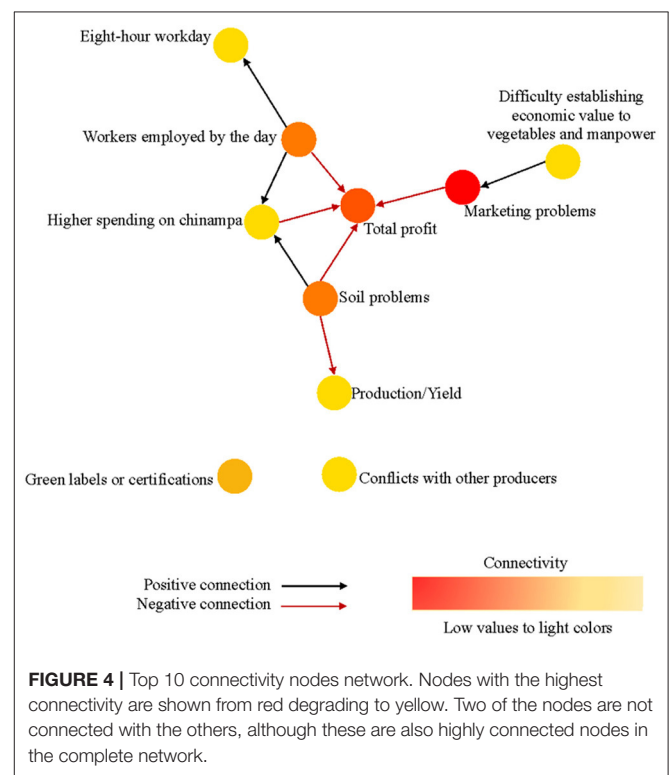 Eight-hour workday
Difficulty establishing
economic value to
vegetables and manpower
Workers employed by the day
Marketing problems
Higher spending on chinampa
Total profit
Soil problems
Production/Yield
Green labels or certifications
Conflicts with other producers
Connectivity
Positive connection
Negative connection
Low values to light colors
FIGURE 4 | Top 10 connectivity nodes network. Nodes with the highest
connectivity are shown from red degrading to yellow. Two of the nodes are not
connected with the others, although these are also highly connected nodes in
the complete network.